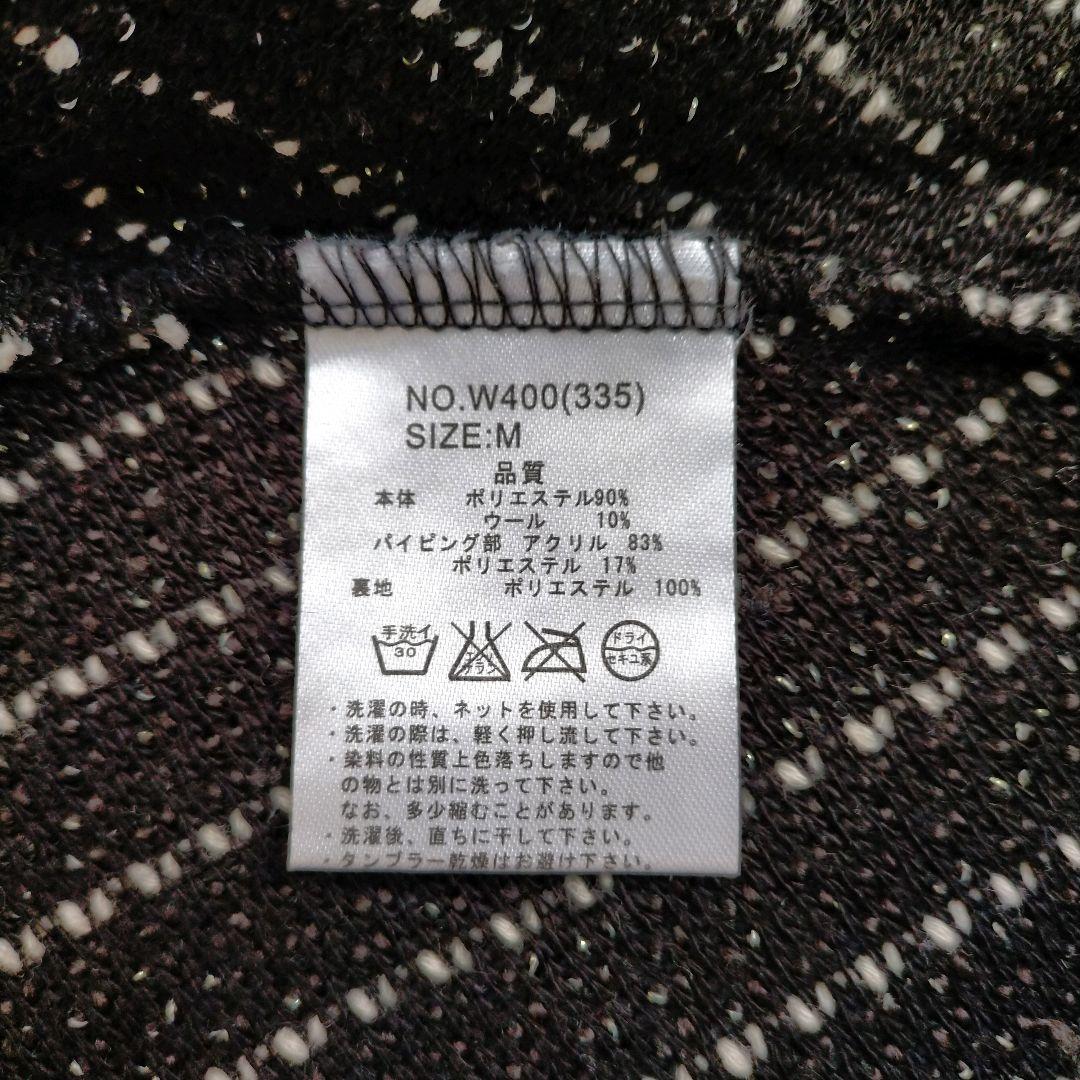 NO.W400(335)
SIZE:M
品質
本体 ポリエステル90%
ウール 10%
パイピング部 アクリル 83%
ポリエステル 17%
裏地 ポリエステル 100%
手洗イ
30
エンソ
サラシ
ドライ
セキユ系
・洗濯の時、ネットを使用して下さい。
・洗濯の際は、軽く押し流して下さい。
・染料の性質上色落ちしますので他
の物とは別に洗って下さい。
なお、多少縮むことがあります。
・洗濯後、直ちに干して下さい。
・タンブラー乾燥はお避け下さい。